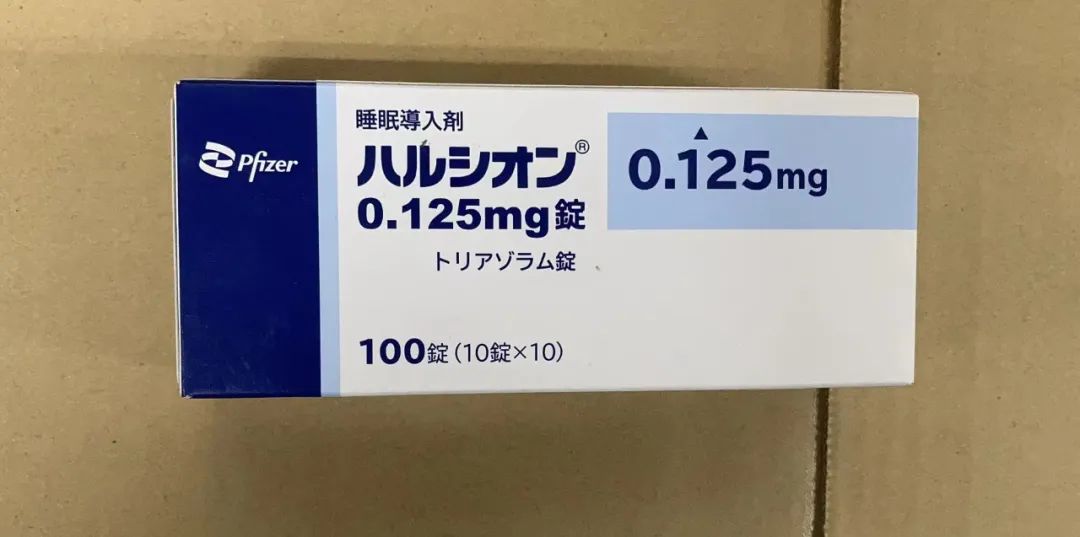 Pfizer
睡眠導入剤
ハルシオン®
0.125mg錠
トリアゾラム錠
100錠(10錠×10)
▲
0.125mg